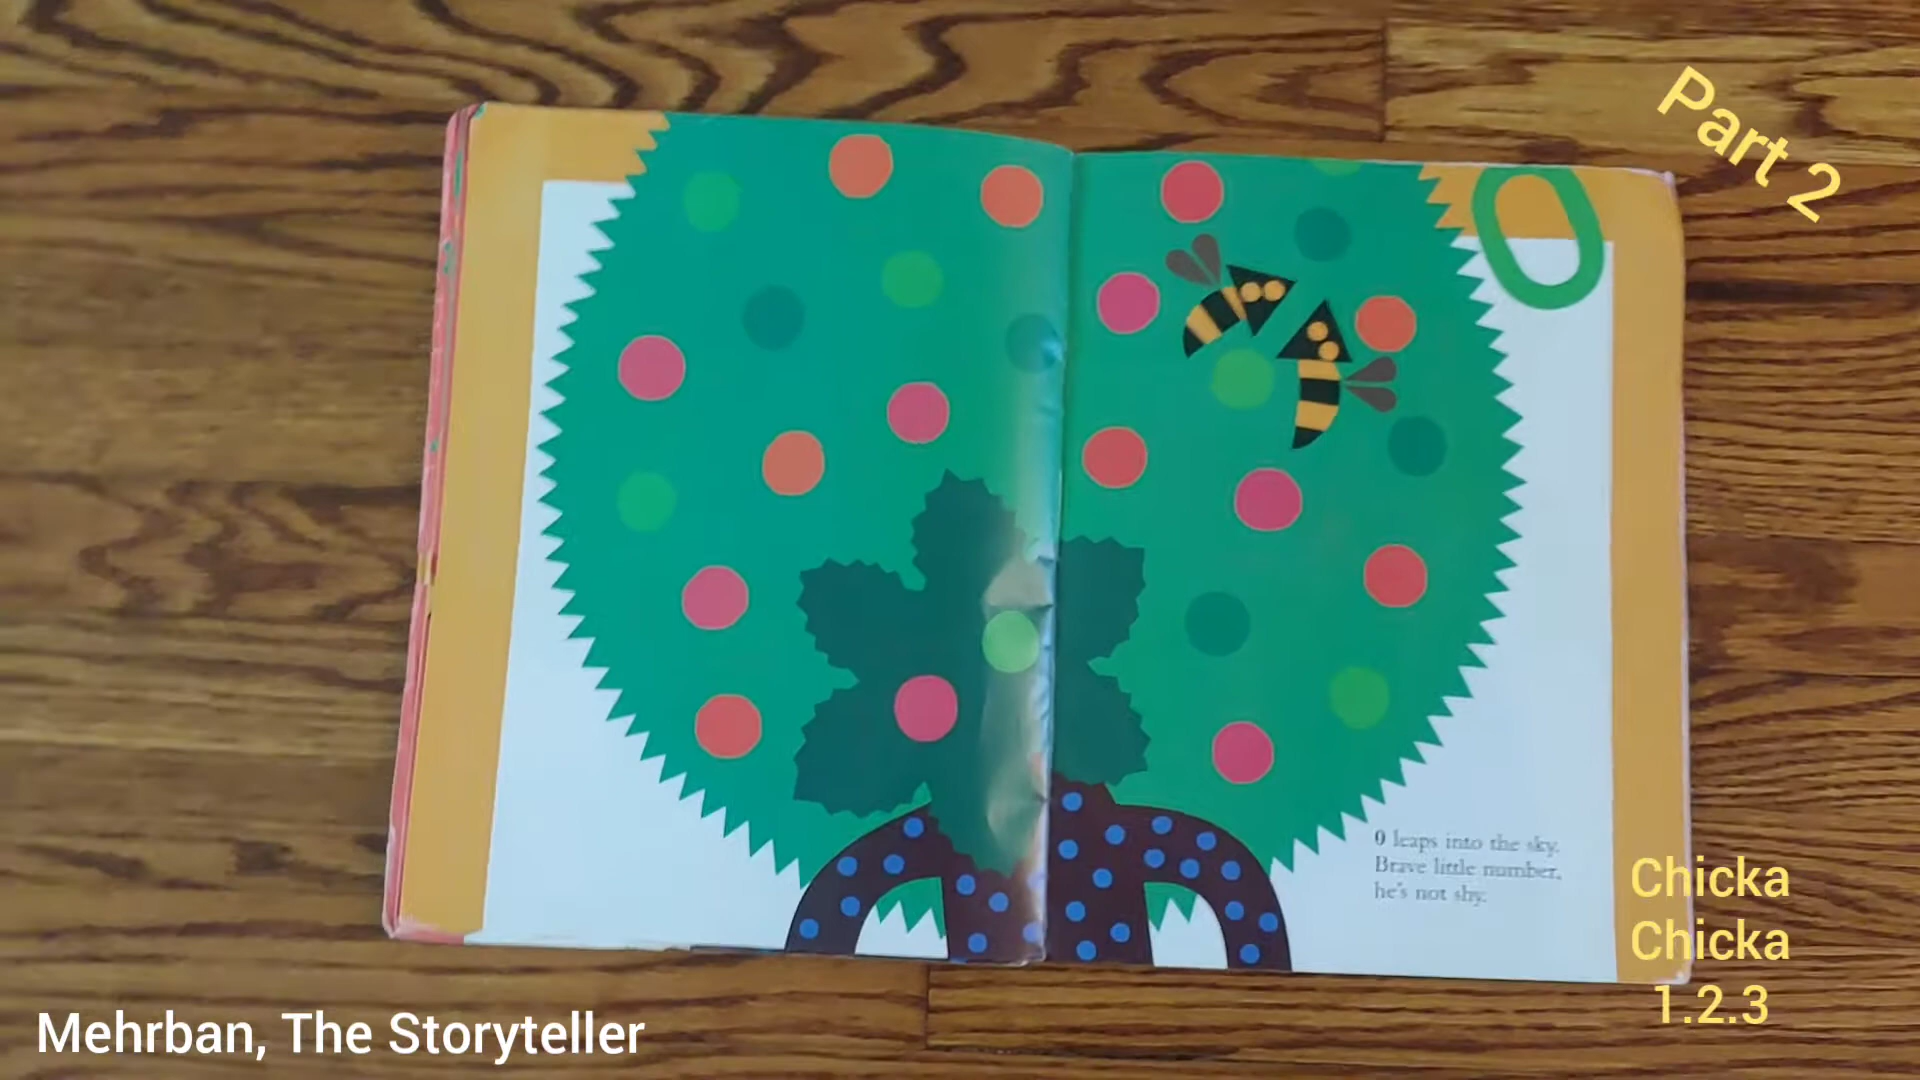 Part 2
0
0 leaps into the sky.
Brave little number,
he's not shy.
Chicka
Chicka
1.2.3
Mehrban, The Storyteller